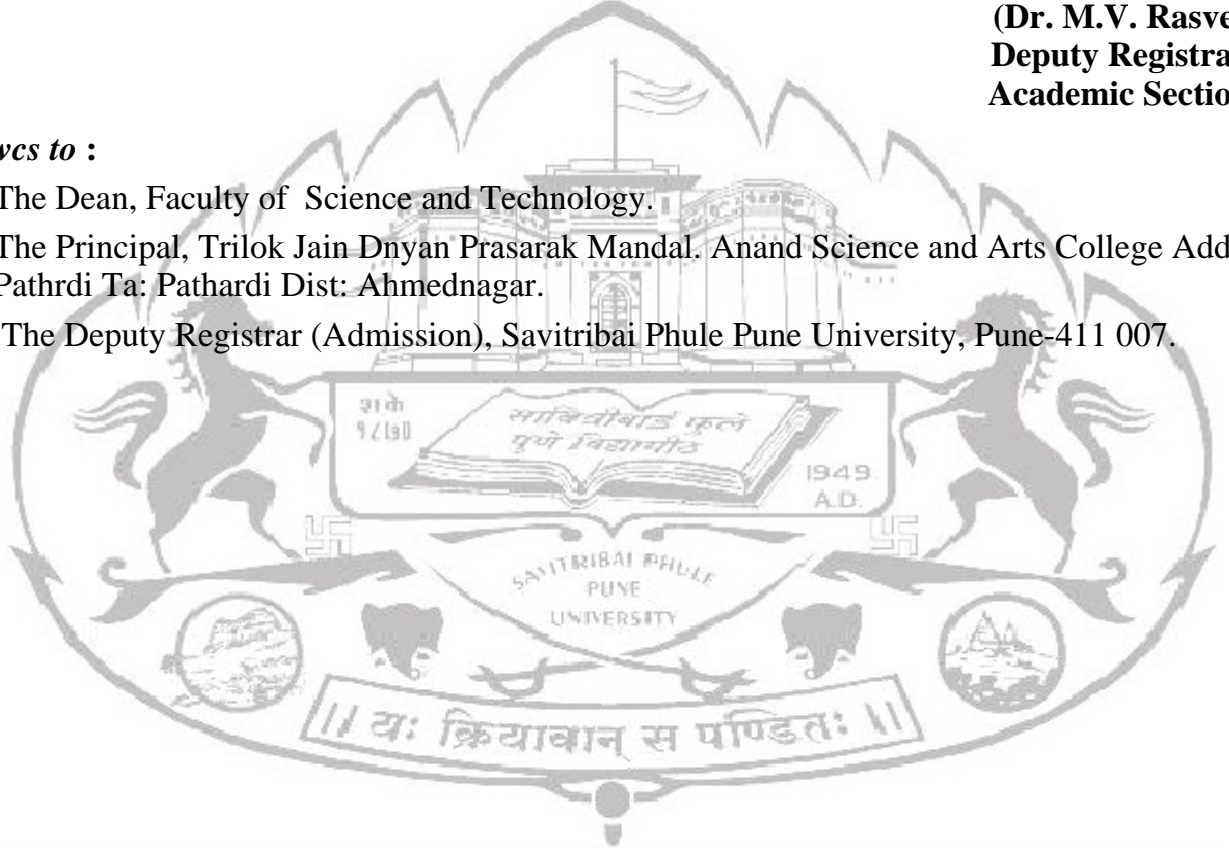 (Dr. M.V. Rasve
Deputy Registra
Academic Sectio
wcs to :
The Dean, Faculty of Science and Technology.
The Principal, Trilok Jain Dnyan Prasarak Mandal. Anand Science and Arts College Add
Pathrdi Ta: Pathardi Dist: Ahmednagar.
The Deputy Registrar (Admission), Savitribai Phule Pune University, Pune-411 007.
शके
१८७०
सावित्रीबाई फुले
पुणे विद्यापीठ
1949
A.D.
SAVITRIBAI PHULE
PUNE
UNIVERSITY
|| यः क्रियावान् स पण्डितः ||